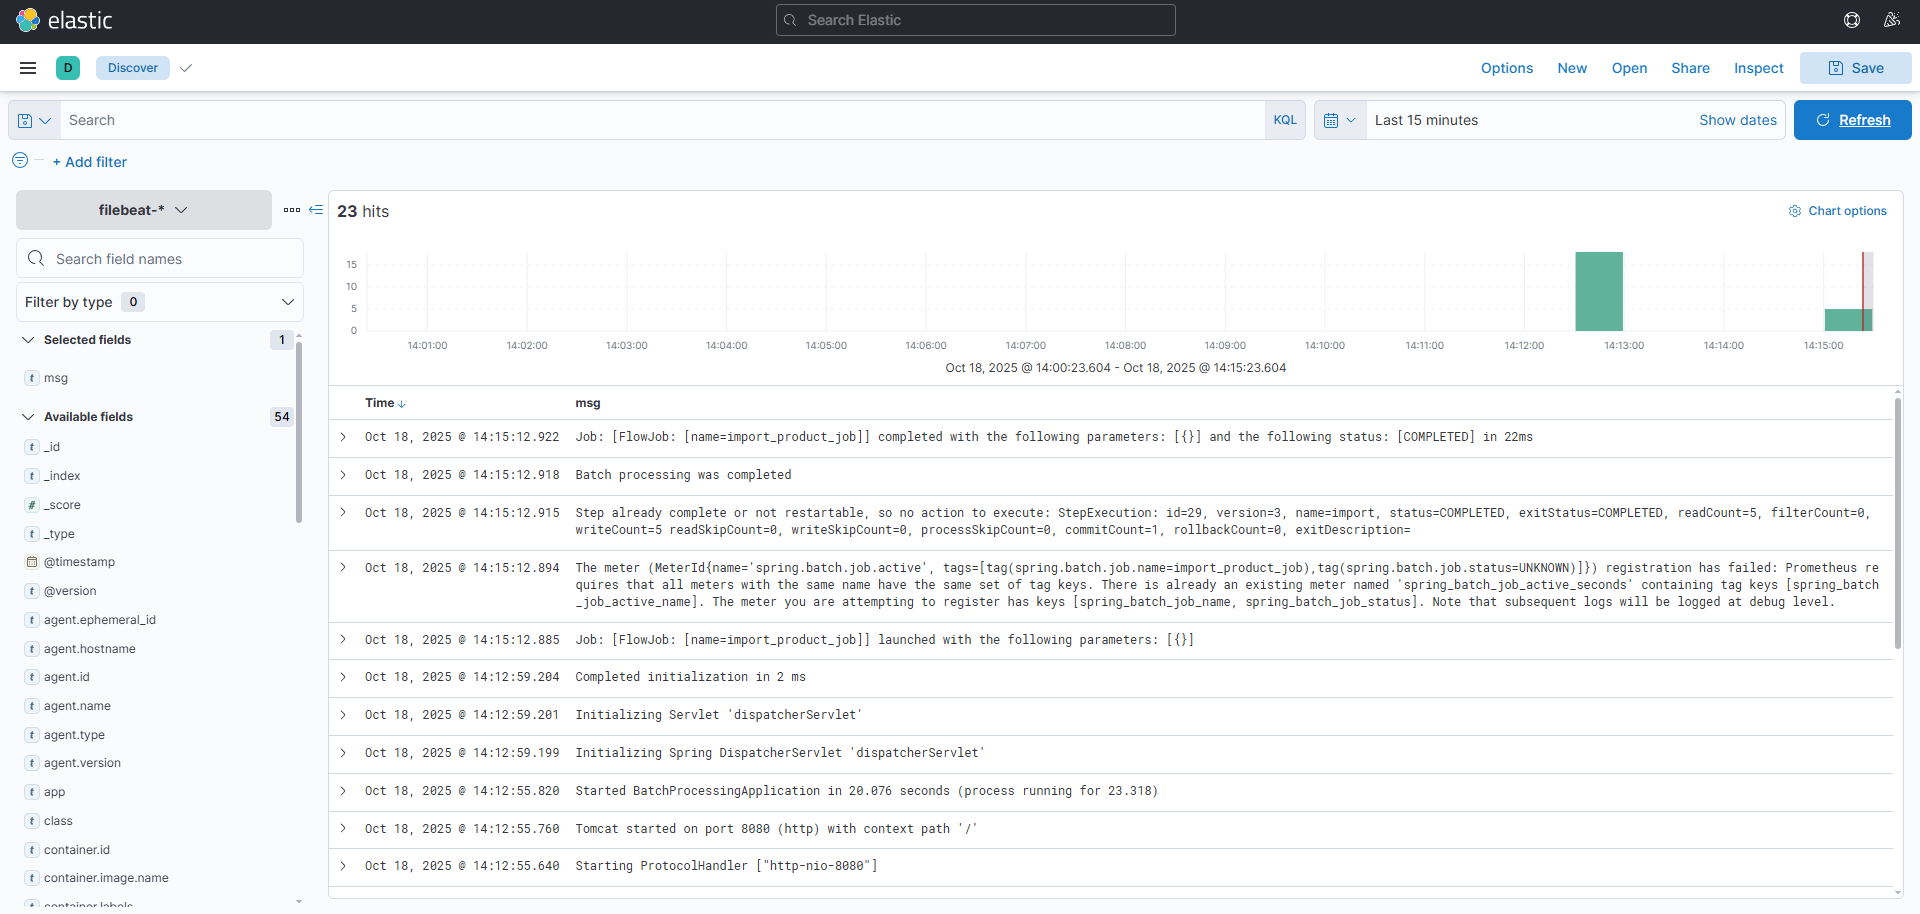 elastic
Search Elastic
D
Discover
Options
New
Open
Share
Inspect
Save
Search
KQL
Last 15 minutes
Show dates
Refresh
+ Add filter
filebeat-*
Search field names
Filter by type 0
Selected fields 1
t msg
Available fields 54
t _id
t _index
# _score
t _type
@timestamp
t @version
t agent.ephemeral_id
t agent.hostname
t agent.id
t agent.name
t agent.type
t agent.version
t app
t class
t container.id
t container.image.name
t container.labels
23 hits
Chart options
15
10
5
0
14:01:00 14:02:00 14:03:00 14:04:00 14:05:00 14:06:00 14:07:00 14:08:00 14:09:00 14:10:00 14:11:00 14:12:00 14:13:00 14:14:00 14:15:00
Oct 18, 2025 @ 14:00:23.604 - Oct 18, 2025 @ 14:15:23.604
Time msg
Oct 18, 2025 @ 14:15:12.922 Job: [FlowJob: [name=import_product_job]] completed with the following parameters: [{}] and the following status: [COMPLETED] in 22ms
Oct 18, 2025 @ 14:15:12.918 Batch processing was completed
Oct 18, 2025 @ 14:15:12.915 Step already complete or not restartable, so no action to execute: StepExecution: id=29, version=3, name=import, status=COMPLETED, exitStatus=COMPLETED, readCount=5, filterCount=0,
writeCount=5 readSkipCount=0, writeSkipCount=0, processSkipCount=0, commitCount=1, rollbackCount=0, exitDescription=
Oct 18, 2025 @ 14:15:12.894 The meter (MeterId{name='spring.batch.job.active', tags=[tag(spring.batch.job.name=import_product_job),tag(spring.batch.job.status=UNKNOWN)]}) registration has failed: Prometheus re
quires that all meters with the same name have the same set of tag keys. There is already an existing meter named 'spring_batch_job_active_seconds' containing tag keys [spring_batch
_job_active_name]. The meter you are attempting to register has keys [spring_batch_job_name, spring_batch_job_status]. Note that subsequent logs will be logged at debug level.
Oct 18, 2025 @ 14:15:12.885 Job: [FlowJob: [name=import_product_job]] launched with the following parameters: [{}]
Oct 18, 2025 @ 14:12:59.204 Completed initialization in 2 ms
Oct 18, 2025 @ 14:12:59.201 Initializing Servlet 'dispatcherServlet'
Oct 18, 2025 @ 14:12:59.199 Initializing Spring DispatcherServlet 'dispatcherServlet'
Oct 18, 2025 @ 14:12:55.820 Started BatchProcessingApplication in 20.076 seconds (process running for 23.318)
Oct 18, 2025 @ 14:12:55.760 Tomcat started on port 8080 (http) with context path '/'
Oct 18, 2025 @ 14:12:55.640 Starting ProtocolHandler ["http-nio-8080"]